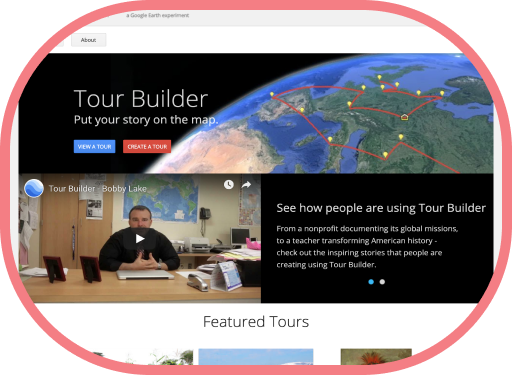 a Google Earth experiment
About
Tour Builder
Put your story on the map.
VIEW A TOUR
CREATE A TOUR
Tour Builder - Bobby Lake
See how people are using Tour Builder
From a nonprofit documenting its global missions,
to a teacher transforming American history -
check out the inspiring stories that people are
creating using Tour Builder.
Featured Tours